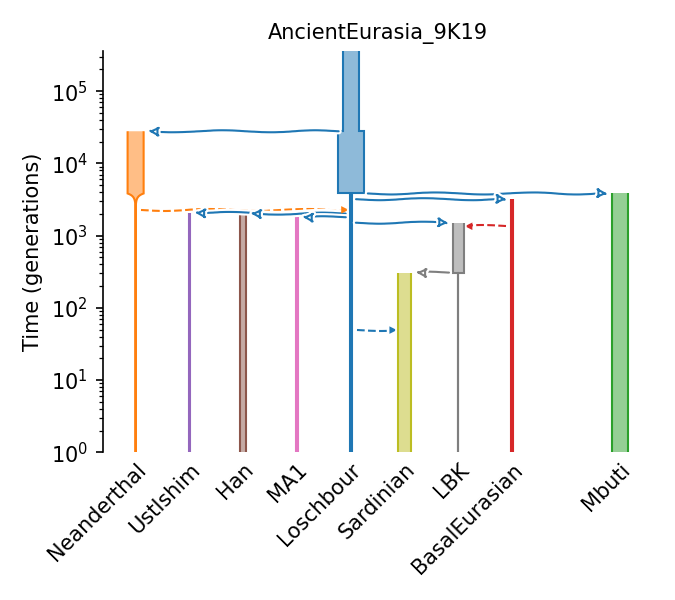 AncientEurasia_9K19
Time (generations)
10^5
10^4
10^3
10^2
10^1
10^0
Neanderthal
UstIshim
Han
MA1
Loschbour
Sardinian
LBK
BasalEurasian
Mbuti